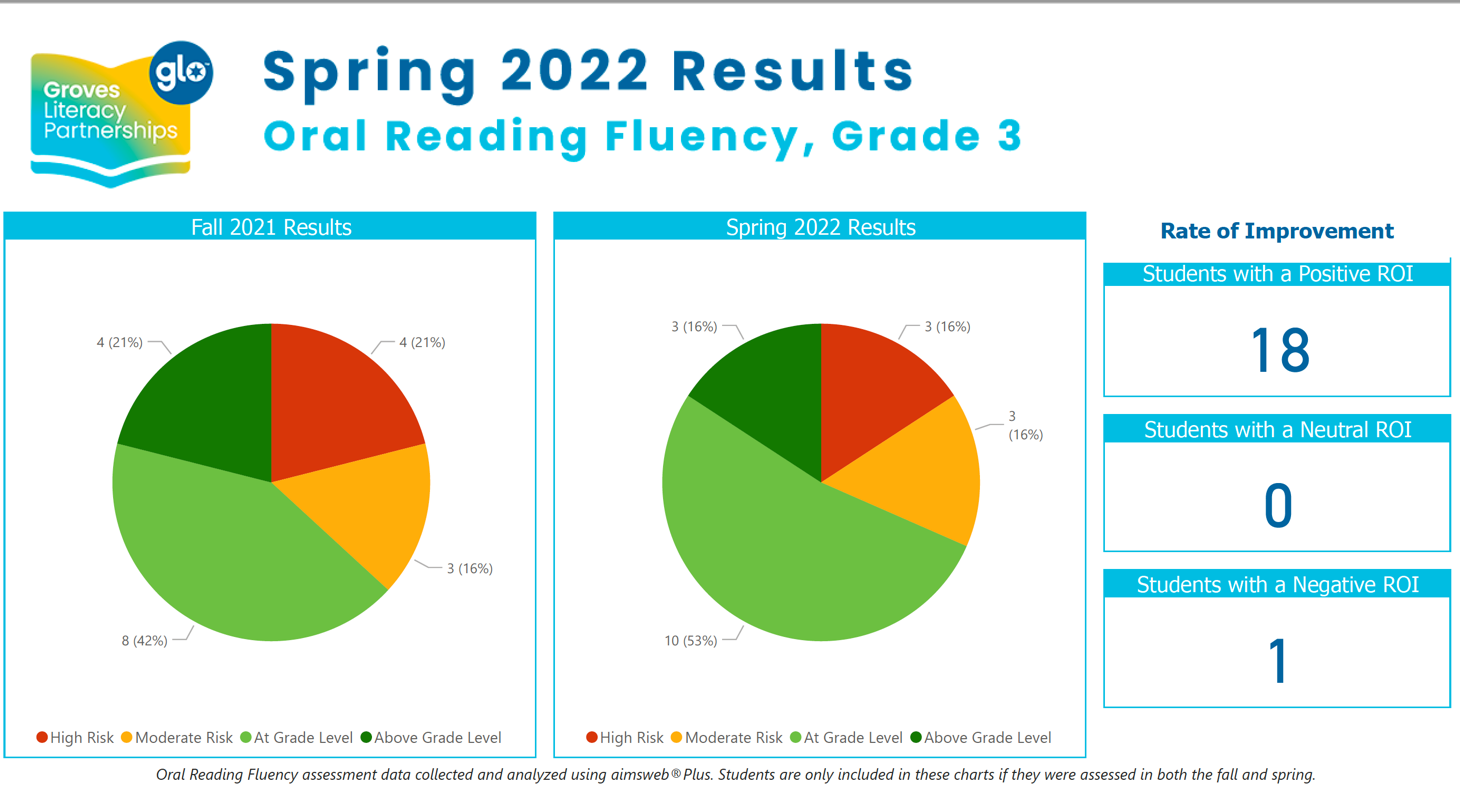 glo™
Groves
Literacy
Partnerships
Spring 2022 Results
Oral Reading Fluency, Grade 3
Fall 2021 Results
4 (21%)
4 (21%)
3 (16%)
8 (42%)
High Risk Moderate Risk At Grade Level Above Grade Level
Spring 2022 Results
3 (16%)
3 (16%)
3
(16%)
10 (53%)
High Risk Moderate Risk At Grade Level Above Grade Level
Rate of Improvement
Students with a Positive ROI
18
Students with a Neutral ROI
0
Students with a Negative ROI
1
Oral Reading Fluency assessment data collected and analyzed using aimsweb®Plus. Students are only included in these charts if they were assessed in both the fall and spring.